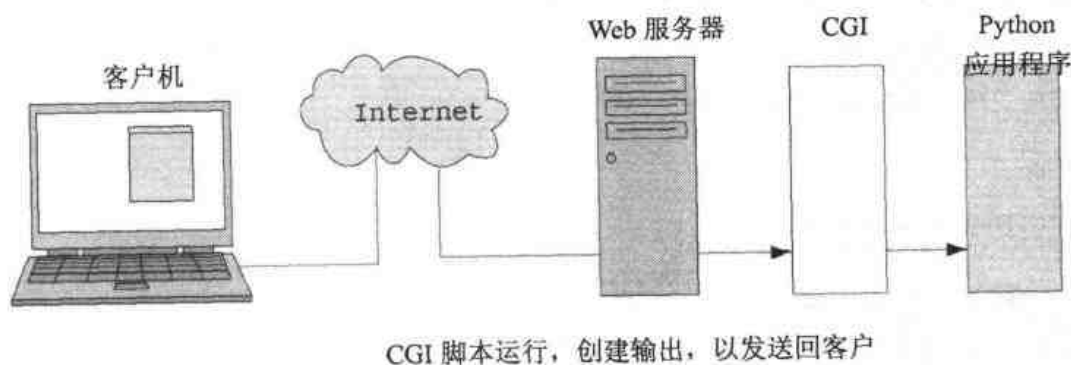 Web 服务器
CGI
Python
应用程序
客户机
Internet
CGI 脚本运行，创建输出，以发送回客户